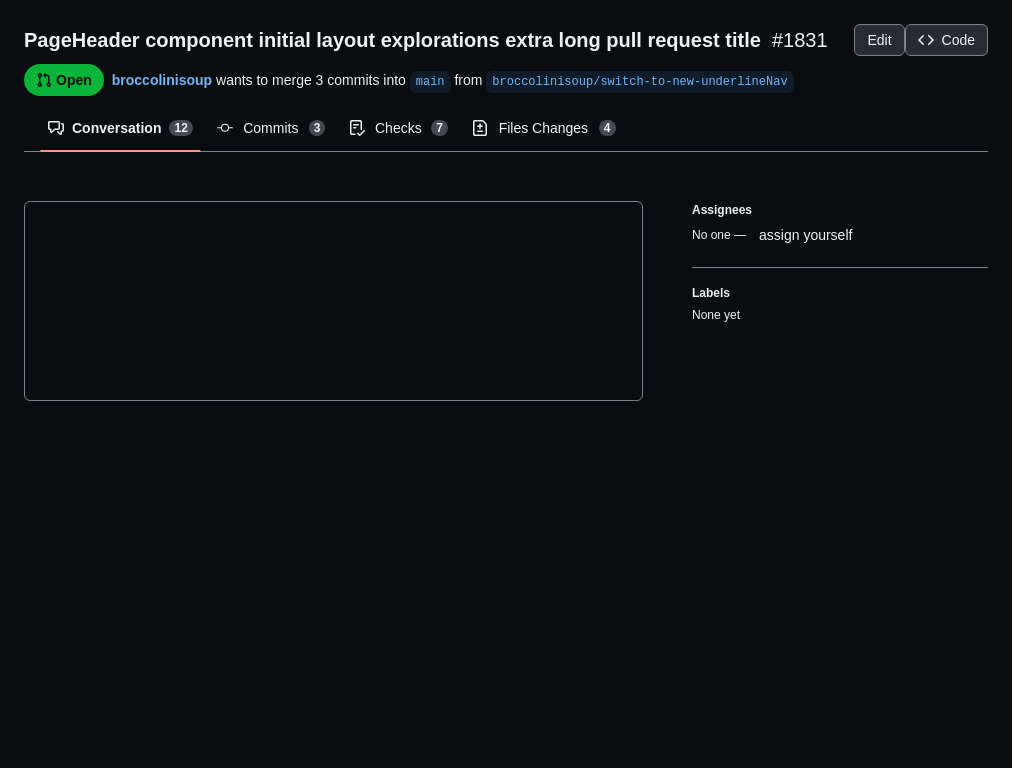 PageHeader component initial layout explorations extra long pull request title #1831
Edit
Code
Open
broccolinisoup wants to merge 3 commits into main from broccolinisoup/switch-to-new-underlineNav
Conversation 12
Commits 3
Checks 7
Files Changes 4
Assignees
No one — assign yourself
Labels
None yet